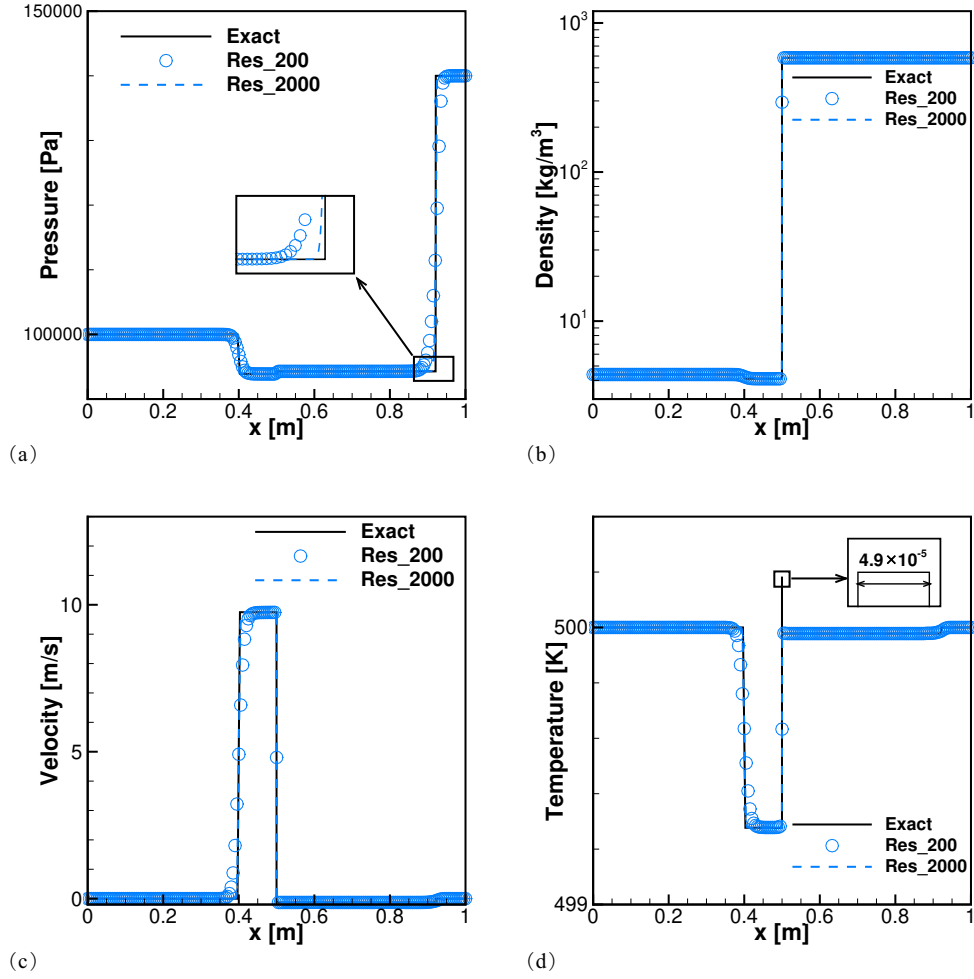 150000
Exact
Res_200
Res_2000
Pressure [Pa]
100000
0
0.2
0.4
0.6
0.8
1
x [m]
(a)
10³
Exact
Res_200
Res_2000
Density [kg/m³]
10²
10¹
0
0.2
0.4
0.6
0.8
1
x [m]
(b)
Exact
Res_200
Res_2000
10
Velocity [m/s]
5
0
0
0.2
0.4
0.6
0.8
1
x [m]
(c)
4.9×10⁻⁵
500
Temperature [K]
Exact
Res_200
Res_2000
499
0
0.2
0.4
0.6
0.8
1
x [m]
(d)